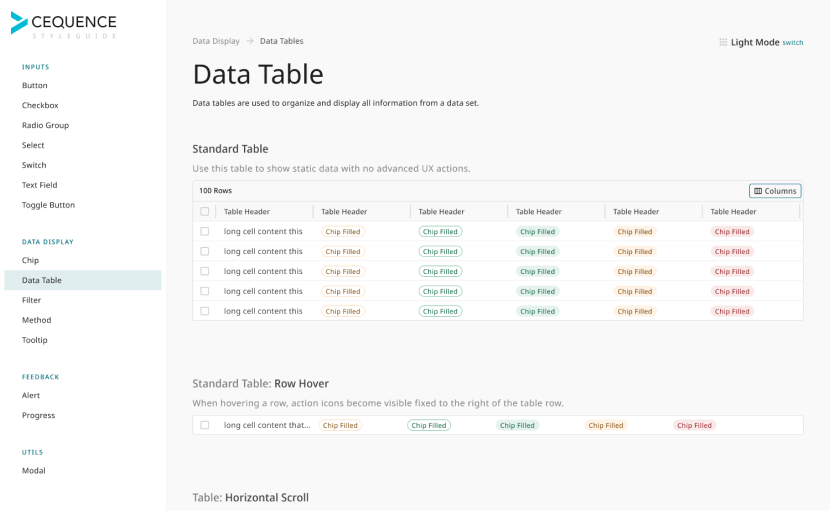 CEQUENCE
STYLEGUIDE
INPUTS
Button
Checkbox
Radio Group
Select
Switch
Text Field
Toggle Button
DATA DISPLAY
Chip
Data Table
Filter
Method
Tooltip
FEEDBACK
Alert
Progress
UTILS
Modal
Data Display → Data Tables
Light Mode switch
Data Table
Data tables are used to organize and display all information from a data set.
Standard Table
Use this table to show static data with no advanced UX actions.
100 Rows Columns
Table Header Table Header Table Header Table Header Table Header Table Header
long cell content this Chip Filled Chip Filled Chip Filled Chip Filled Chip Filled
long cell content this Chip Filled Chip Filled Chip Filled Chip Filled Chip Filled
long cell content this Chip Filled Chip Filled Chip Filled Chip Filled Chip Filled
long cell content this Chip Filled Chip Filled Chip Filled Chip Filled Chip Filled
long cell content this Chip Filled Chip Filled Chip Filled Chip Filled Chip Filled
Standard Table: Row Hover
When hovering a row, action icons become visible fixed to the right of the table row.
long cell content that... Chip Filled Chip Filled Chip Filled Chip Filled Chip Filled
Table: Horizontal Scroll